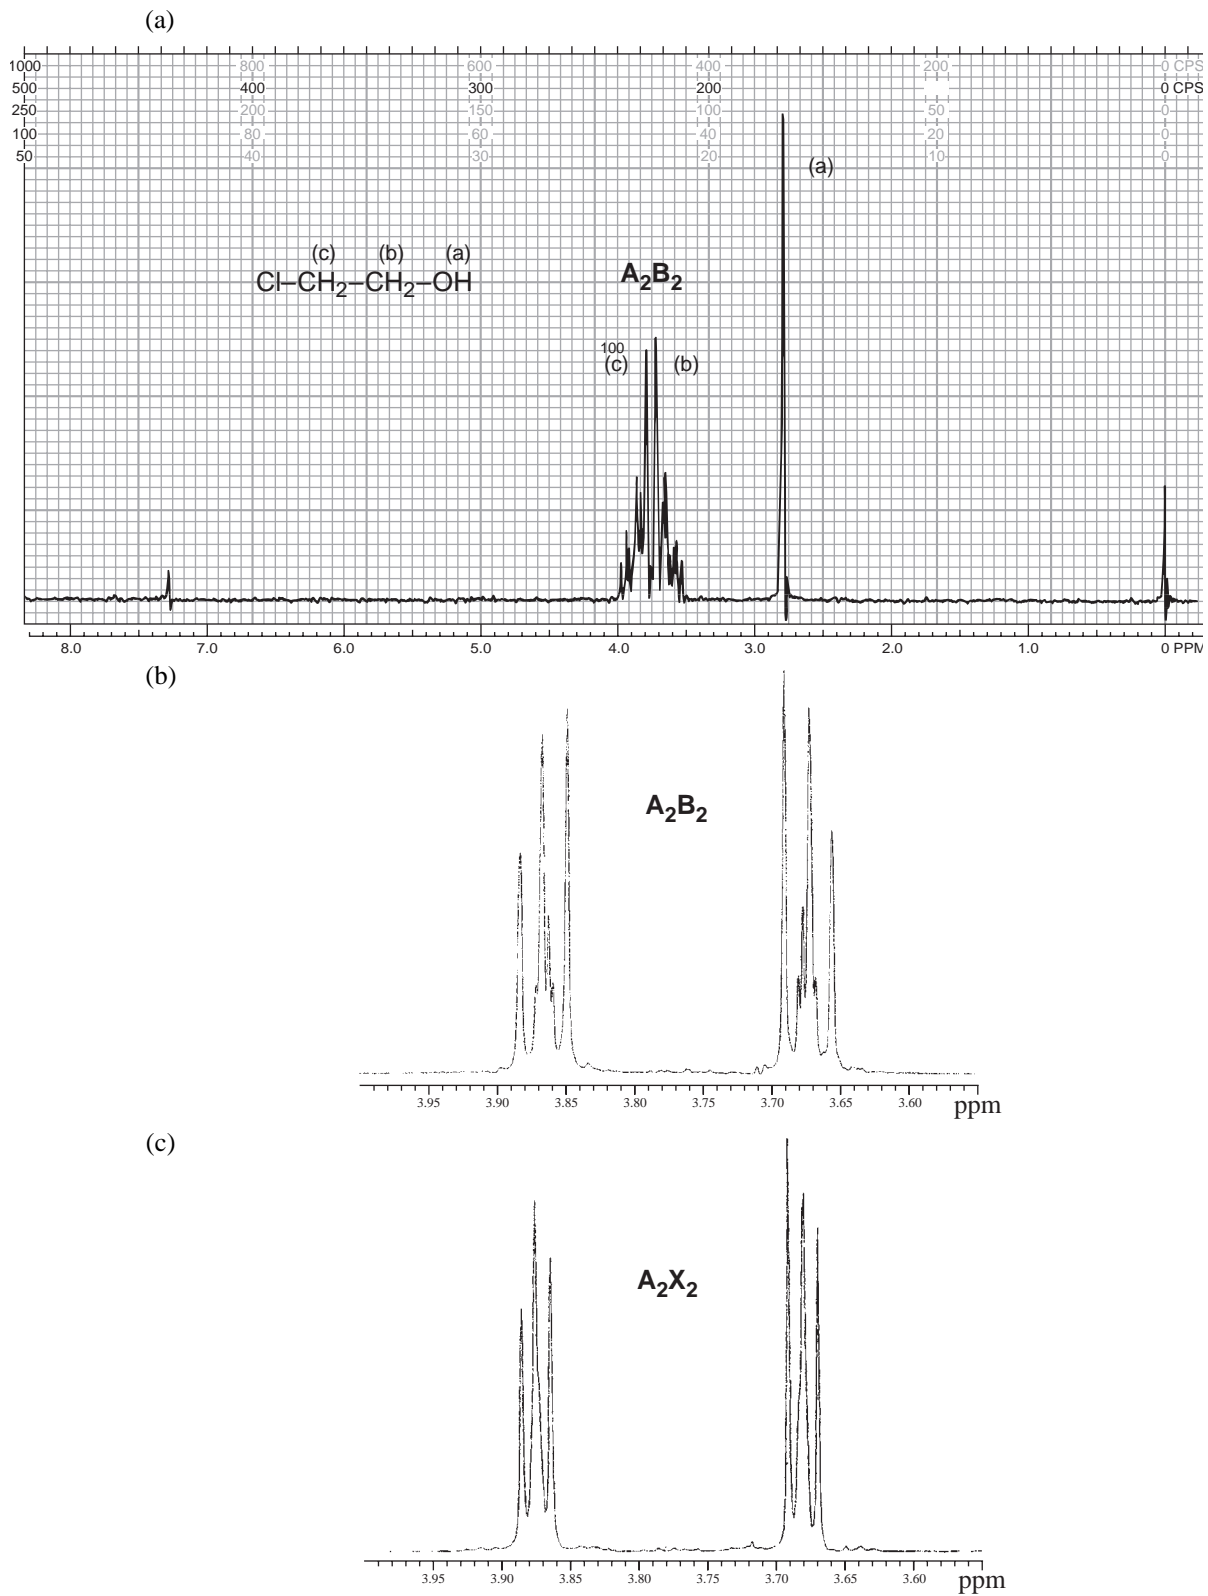 (a)
1000 800 600 400 200 0 CPS
500 400 300 200 0 CPS
250 200 150 100 50 0
100 80 60 40 20 0
50 40 30 20 10 0
(a)
(c) (b) (a)
Cl–CH2–CH2–OH
A2B2
100
(c) (b)
8.0 7.0 6.0 5.0 4.0 3.0 2.0 1.0 0 PPM
(b)
A2B2
3.95 3.90 3.85 3.80 3.75 3.70 3.65 3.60 ppm
(c)
A2X2
3.95 3.90 3.85 3.80 3.75 3.70 3.65 3.60 ppm